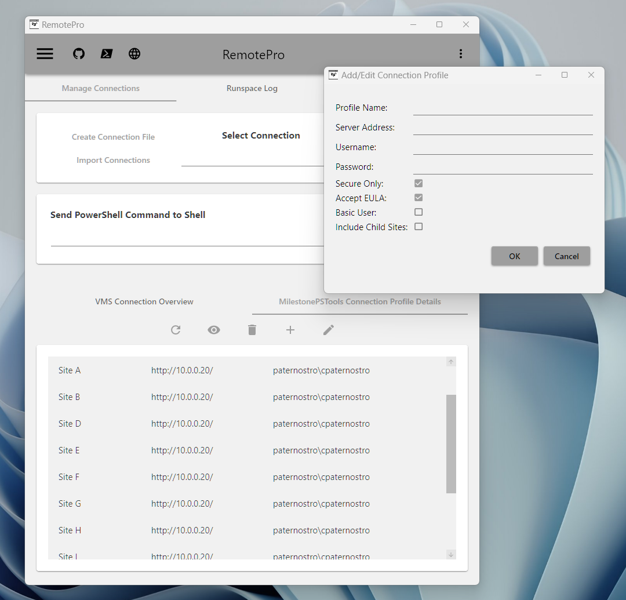 RemotePro
RemotePro
Manage Connections
Runspace Log
Create Connection File
Import Connections
Select Connection
Send PowerShell Command to Shell
Add/Edit Connection Profile
Profile Name:
Server Address:
Username:
Password:
Secure Only:
Accept EULA:
Basic User:
Include Child Sites:
OK
Cancel
VMS Connection Overview
MilestonePSTools Connection Profile Details
Site A http://10.0.0.20/ paternostro\cpaternostro
Site B http://10.0.0.20/ paternostro\cpaternostro
Site D http://10.0.0.20/ paternostro\cpaternostro
Site E http://10.0.0.20/ paternostro\cpaternostro
Site F http://10.0.0.20/ paternostro\cpaternostro
Site G http://10.0.0.20/ paternostro\cpaternostro
Site H http://10.0.0.20/ paternostro\cpaternostro
Site I http://10.0.0.20/ paternostro\cpaternostro